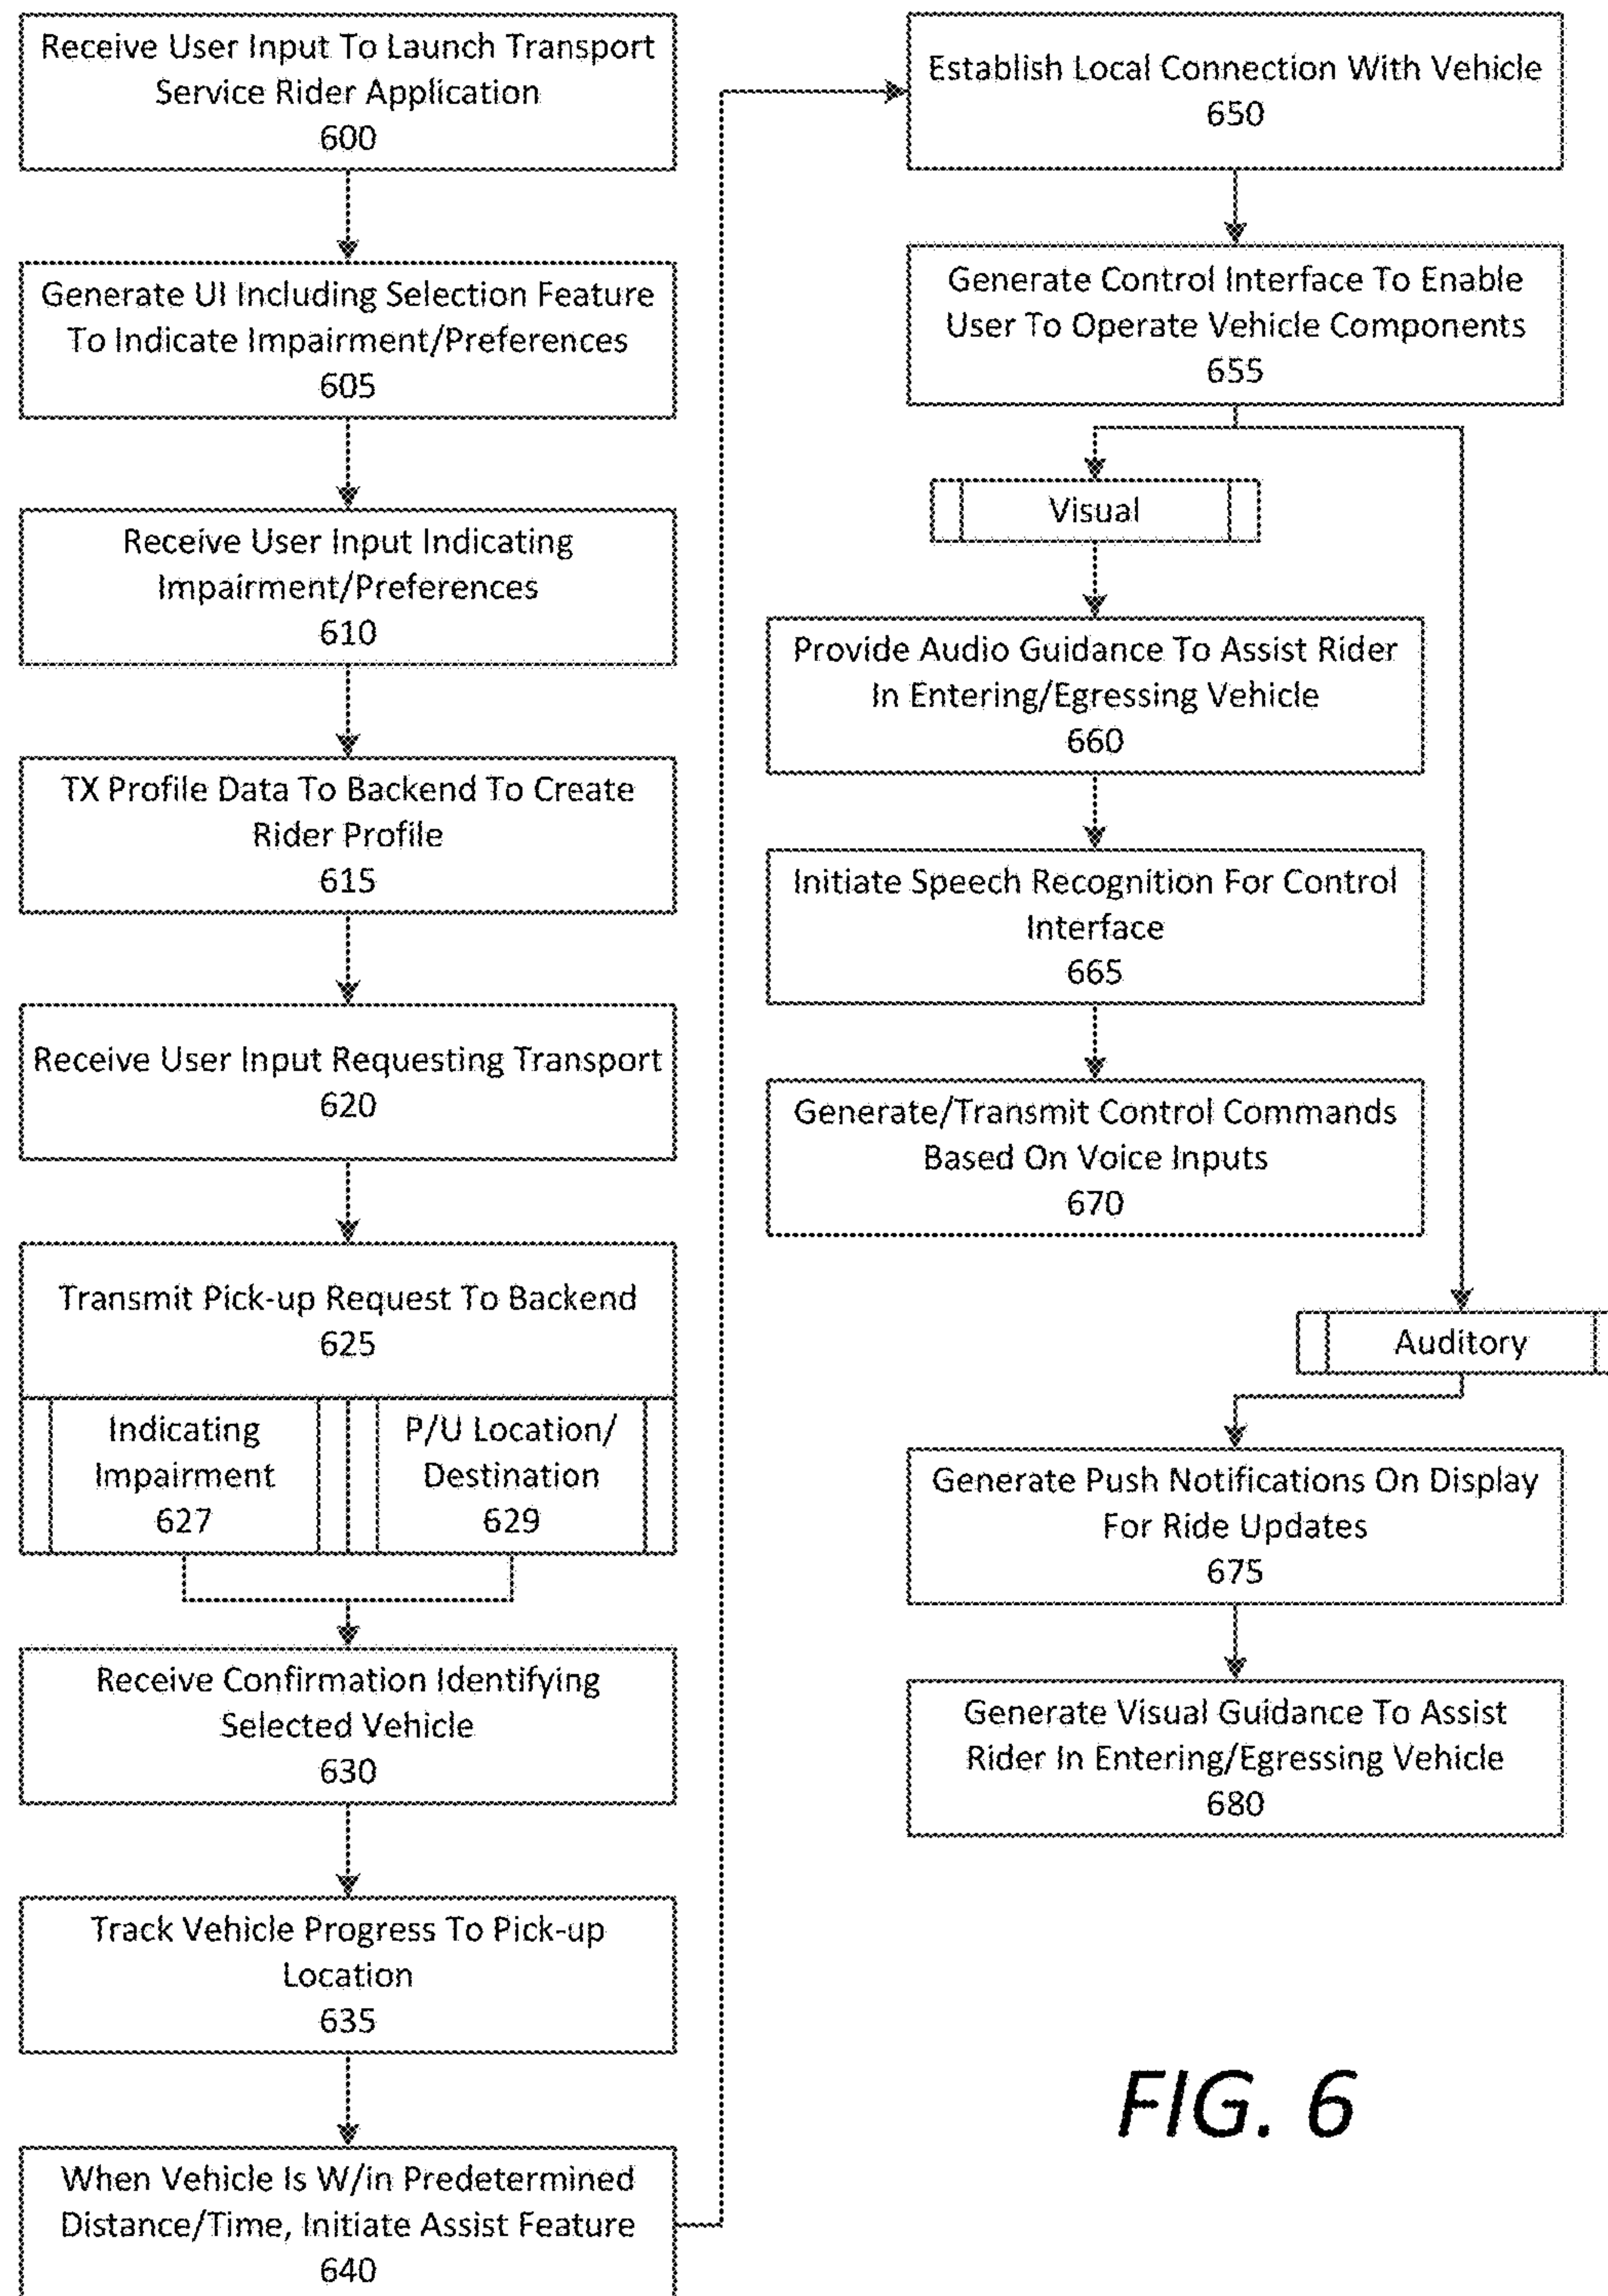 Receive User Input To Launch Transport
Service Rider Application
600
Generate UI Including Selection Feature
To Indicate Impairment/Preferences
605
Receive User Input Indicating
Impairment/Preferences
610
TX Profile Data To Backend To Create
Rider Profile
615
Receive User Input Requesting Transport
620
Transmit Pick-up Request To Backend
625
Indicating
Impairment
627
P/U Location/
Destination
629
Receive Confirmation Identifying
Selected Vehicle
630
Track Vehicle Progress To Pick-up
Location
635
When Vehicle Is W/in Predetermined
Distance/Time, Initiate Assist Feature
640
Establish Local Connection With Vehicle
650
Generate Control Interface To Enable
User To Operate Vehicle Components
655
Visual
Provide Audio Guidance To Assist Rider
In Entering/Egressing Vehicle
660
Initiate Speech Recognition For Control
Interface
665
Generate/Transmit Control Commands
Based On Voice Inputs
670
Auditory
Generate Push Notifications On Display
For Ride Updates
675
Generate Visual Guidance To Assist
Rider In Entering/Egressing Vehicle
680
FIG. 6